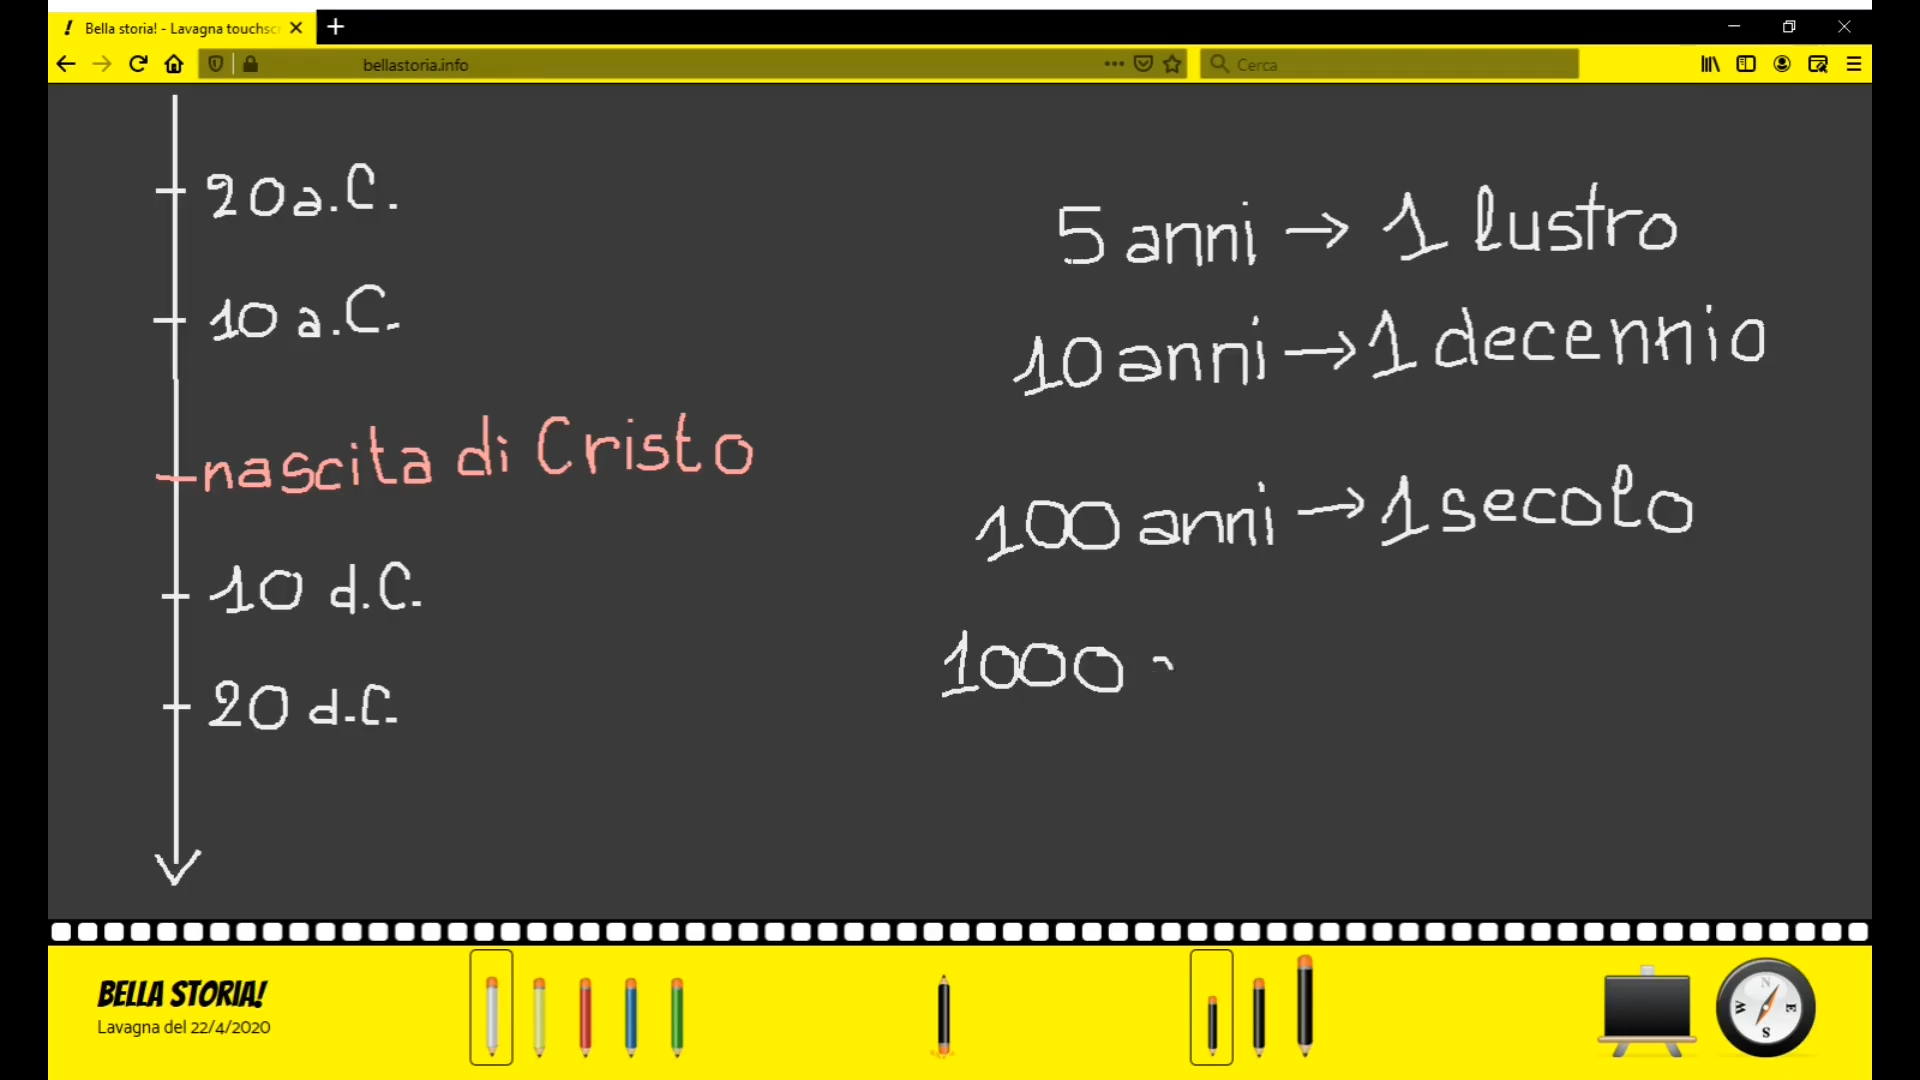 Bella storia! - Lavagna touchscr
bellastoria.info
Cerca
20 a.C.
10 a.C.
nascita di Cristo
10 d.C.
20 d.C.
5 anni → 1 lustro
10 anni → 1 decennio
100 anni → 1 secolo
1000
BELLA STORIA!
Lavagna del 22/4/2020
N
W E
S